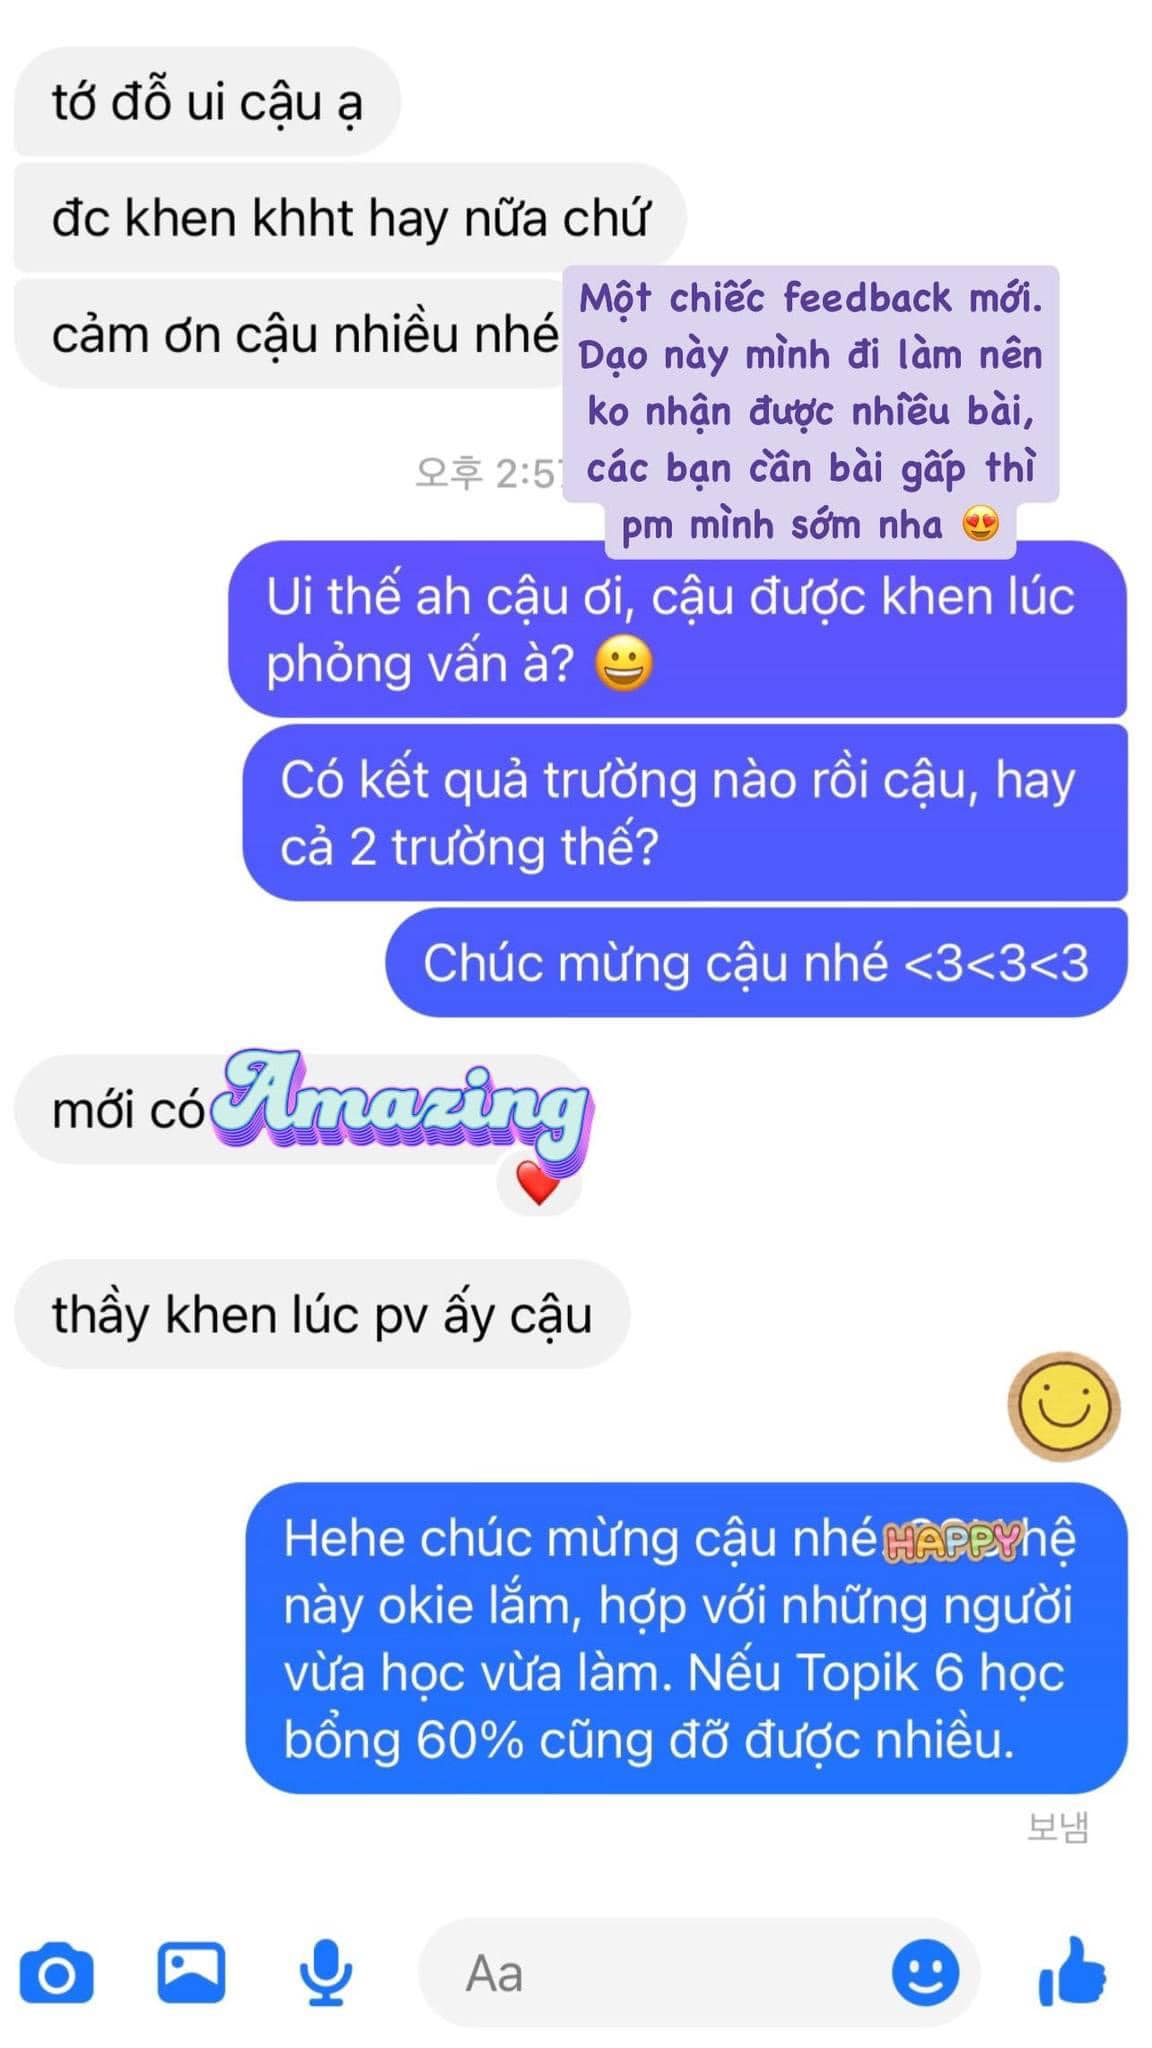 tớ đỗ ui cậu ạ
đc khen khht hay nữa chứ
cảm ơn cậu nhiều nhé
Một chiếc feedback mới.
Dạo này mình đi làm nên
ko nhận được nhiều bài,
các bạn cần bài gấp thì
pm mình sớm nha 😍
오후 2:57
Ui thế ah cậu ơi, cậu được khen lúc
phỏng vấn à? 😀
Có kết quả trường nào rồi cậu, hay
cả 2 trường thế?
Chúc mừng cậu nhé <3<3<3
mới có
Amazing
thầy khen lúc pv ấy cậu
Hehe chúc mừng cậu nhé HAPPY hệ
này okie lắm, hợp với những người
vừa học vừa làm. Nếu Topik 6 học
bổng 60% cũng đỡ được nhiều.
보냄
Aa